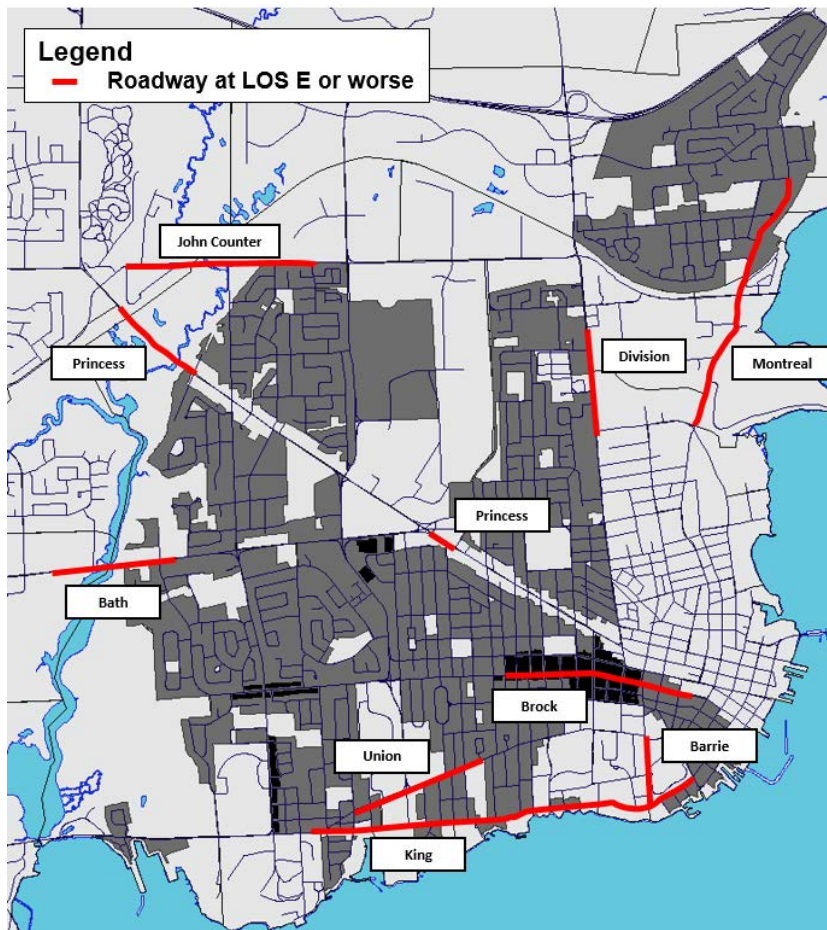 Legend
Roadway at LOS E or worse
John Counter
Princess
Division
Montreal
Princess
Bath
Brock
Union
Barrie
King